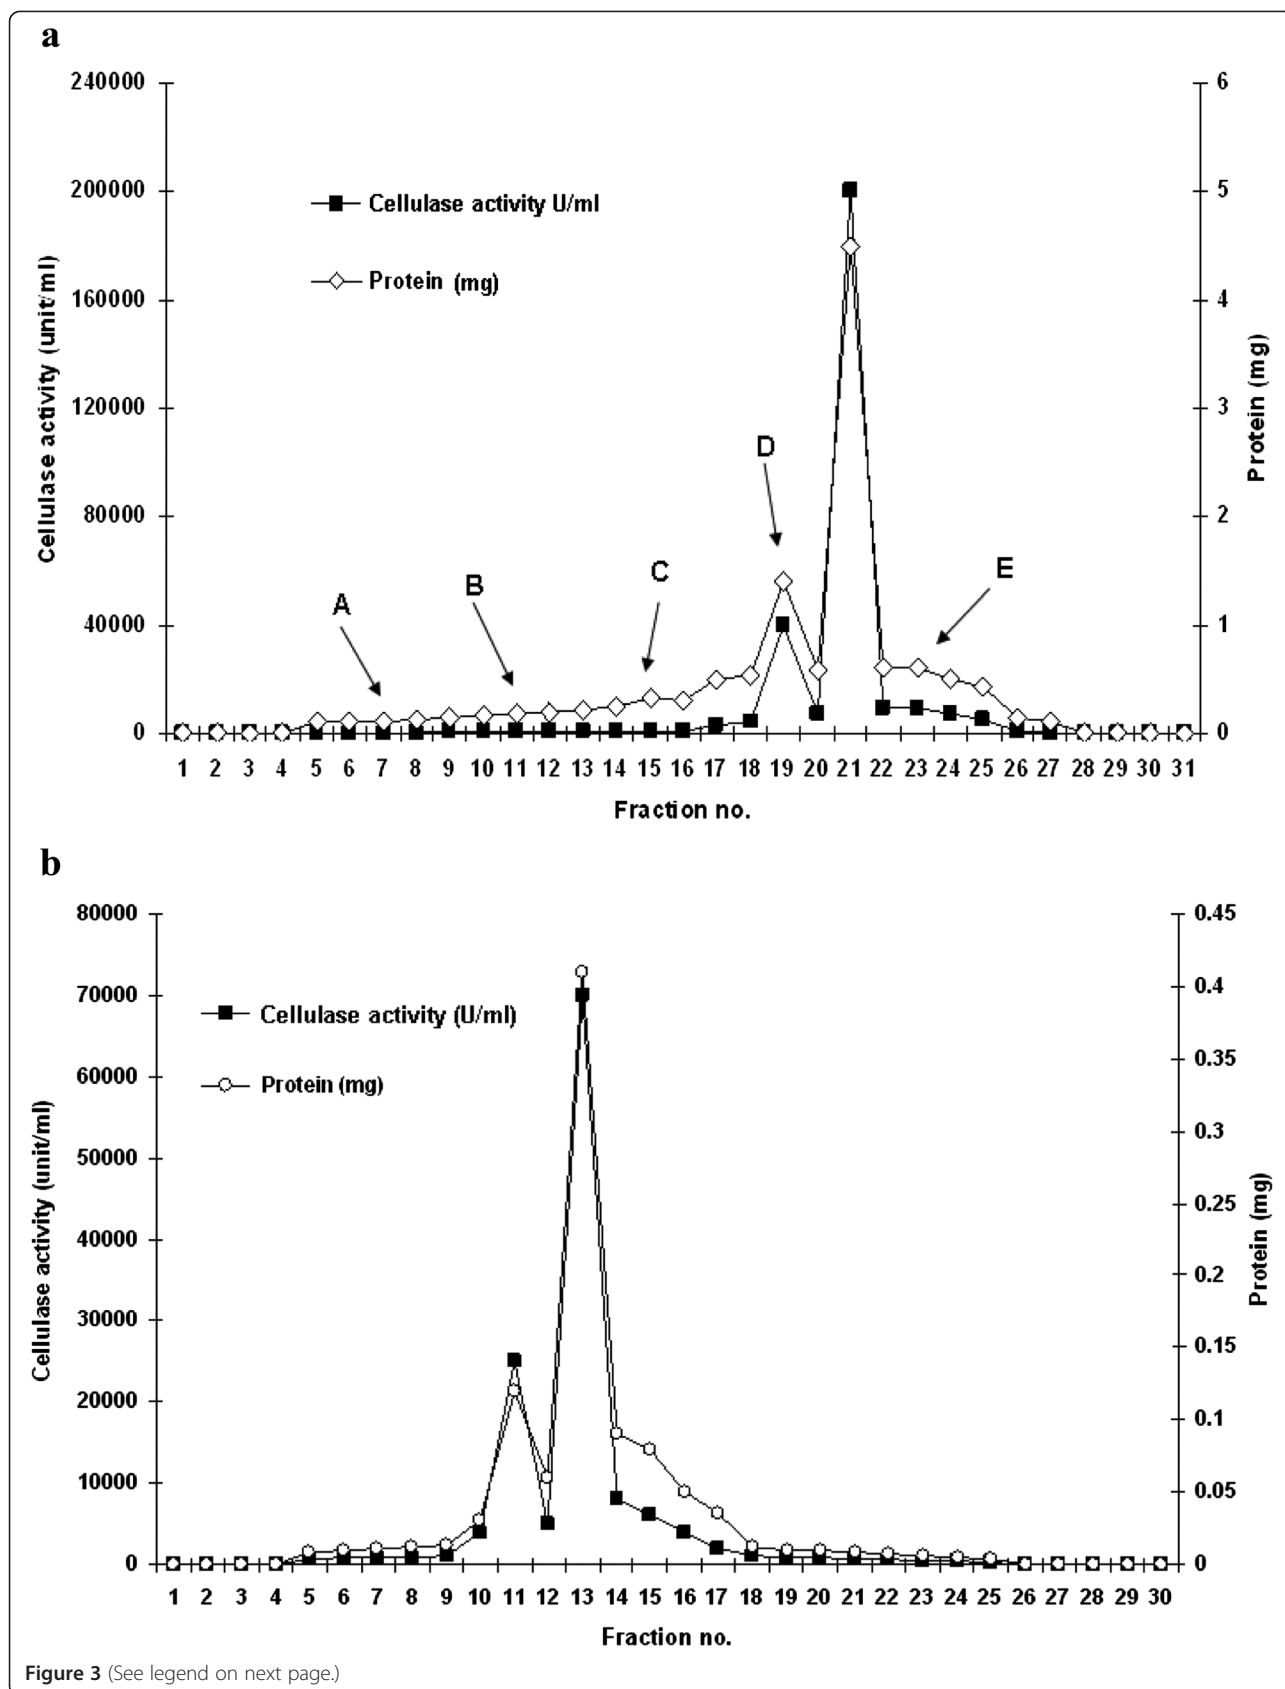 a
240000
200000
160000
120000
80000
40000
0
Cellulase activity (unit/ml)
6
5
4
3
2
1
0
Protein (mg)
Cellulase activity U/ml
Protein (mg)
A
B
C
D
E
1 2 3 4 5 6 7 8 9 10 11 12 13 14 15 16 17 18 19 20 21 22 23 24 25 26 27 28 29 30 31
Fraction no.
b
80000
70000
60000
50000
40000
30000
20000
10000
0
Cellulase activity (unit/ml)
0.45
0.4
0.35
0.3
0.25
0.2
0.15
0.1
0.05
0
Protein (mg)
Cellulase activity (U/ml)
Protein (mg)
1 2 3 4 5 6 7 8 9 10 11 12 13 14 15 16 17 18 19 20 21 22 23 24 25 26 27 28 29 30
Fraction no.
Figure 3 (See legend on next page.)